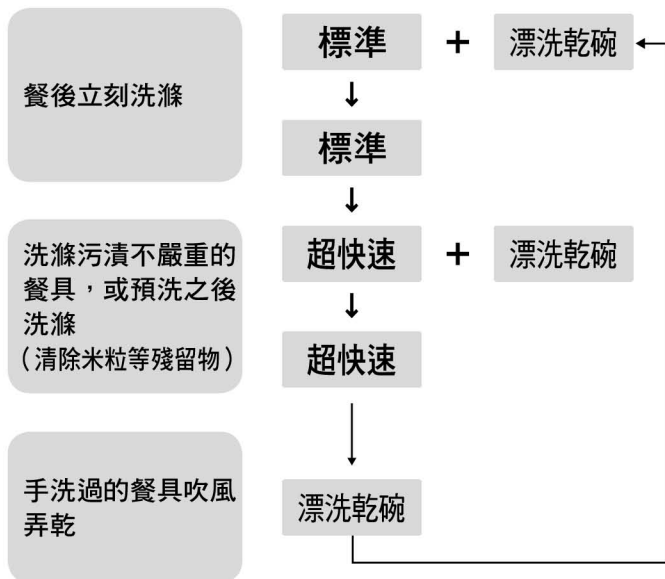 餐後立刻洗滌
標準 + 漂洗乾碗
標準
洗滌污漬不嚴重的
餐具，或預洗之後
洗滌
（清除米粒等殘留物）
超快速 + 漂洗乾碗
超快速
手洗過的餐具吹風
弄乾
漂洗乾碗